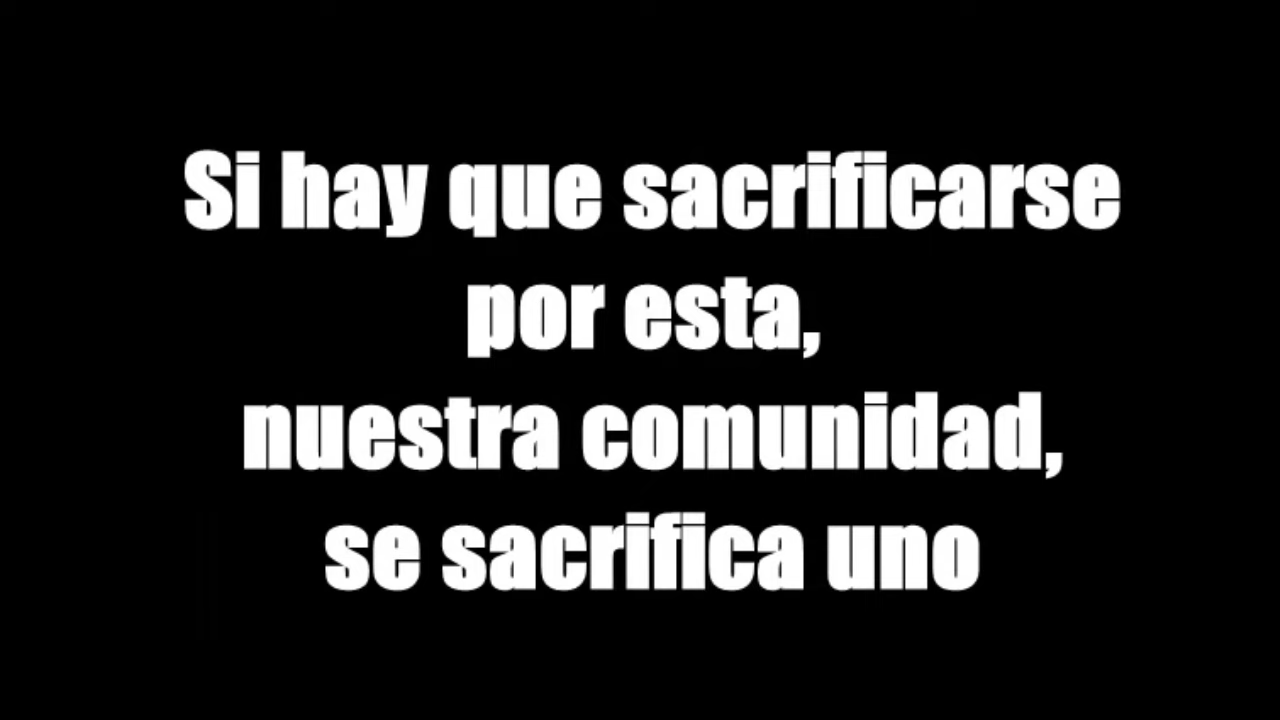 Si hay que sacrificarse
por esta,
nuestra comunidad,
se sacrifica uno